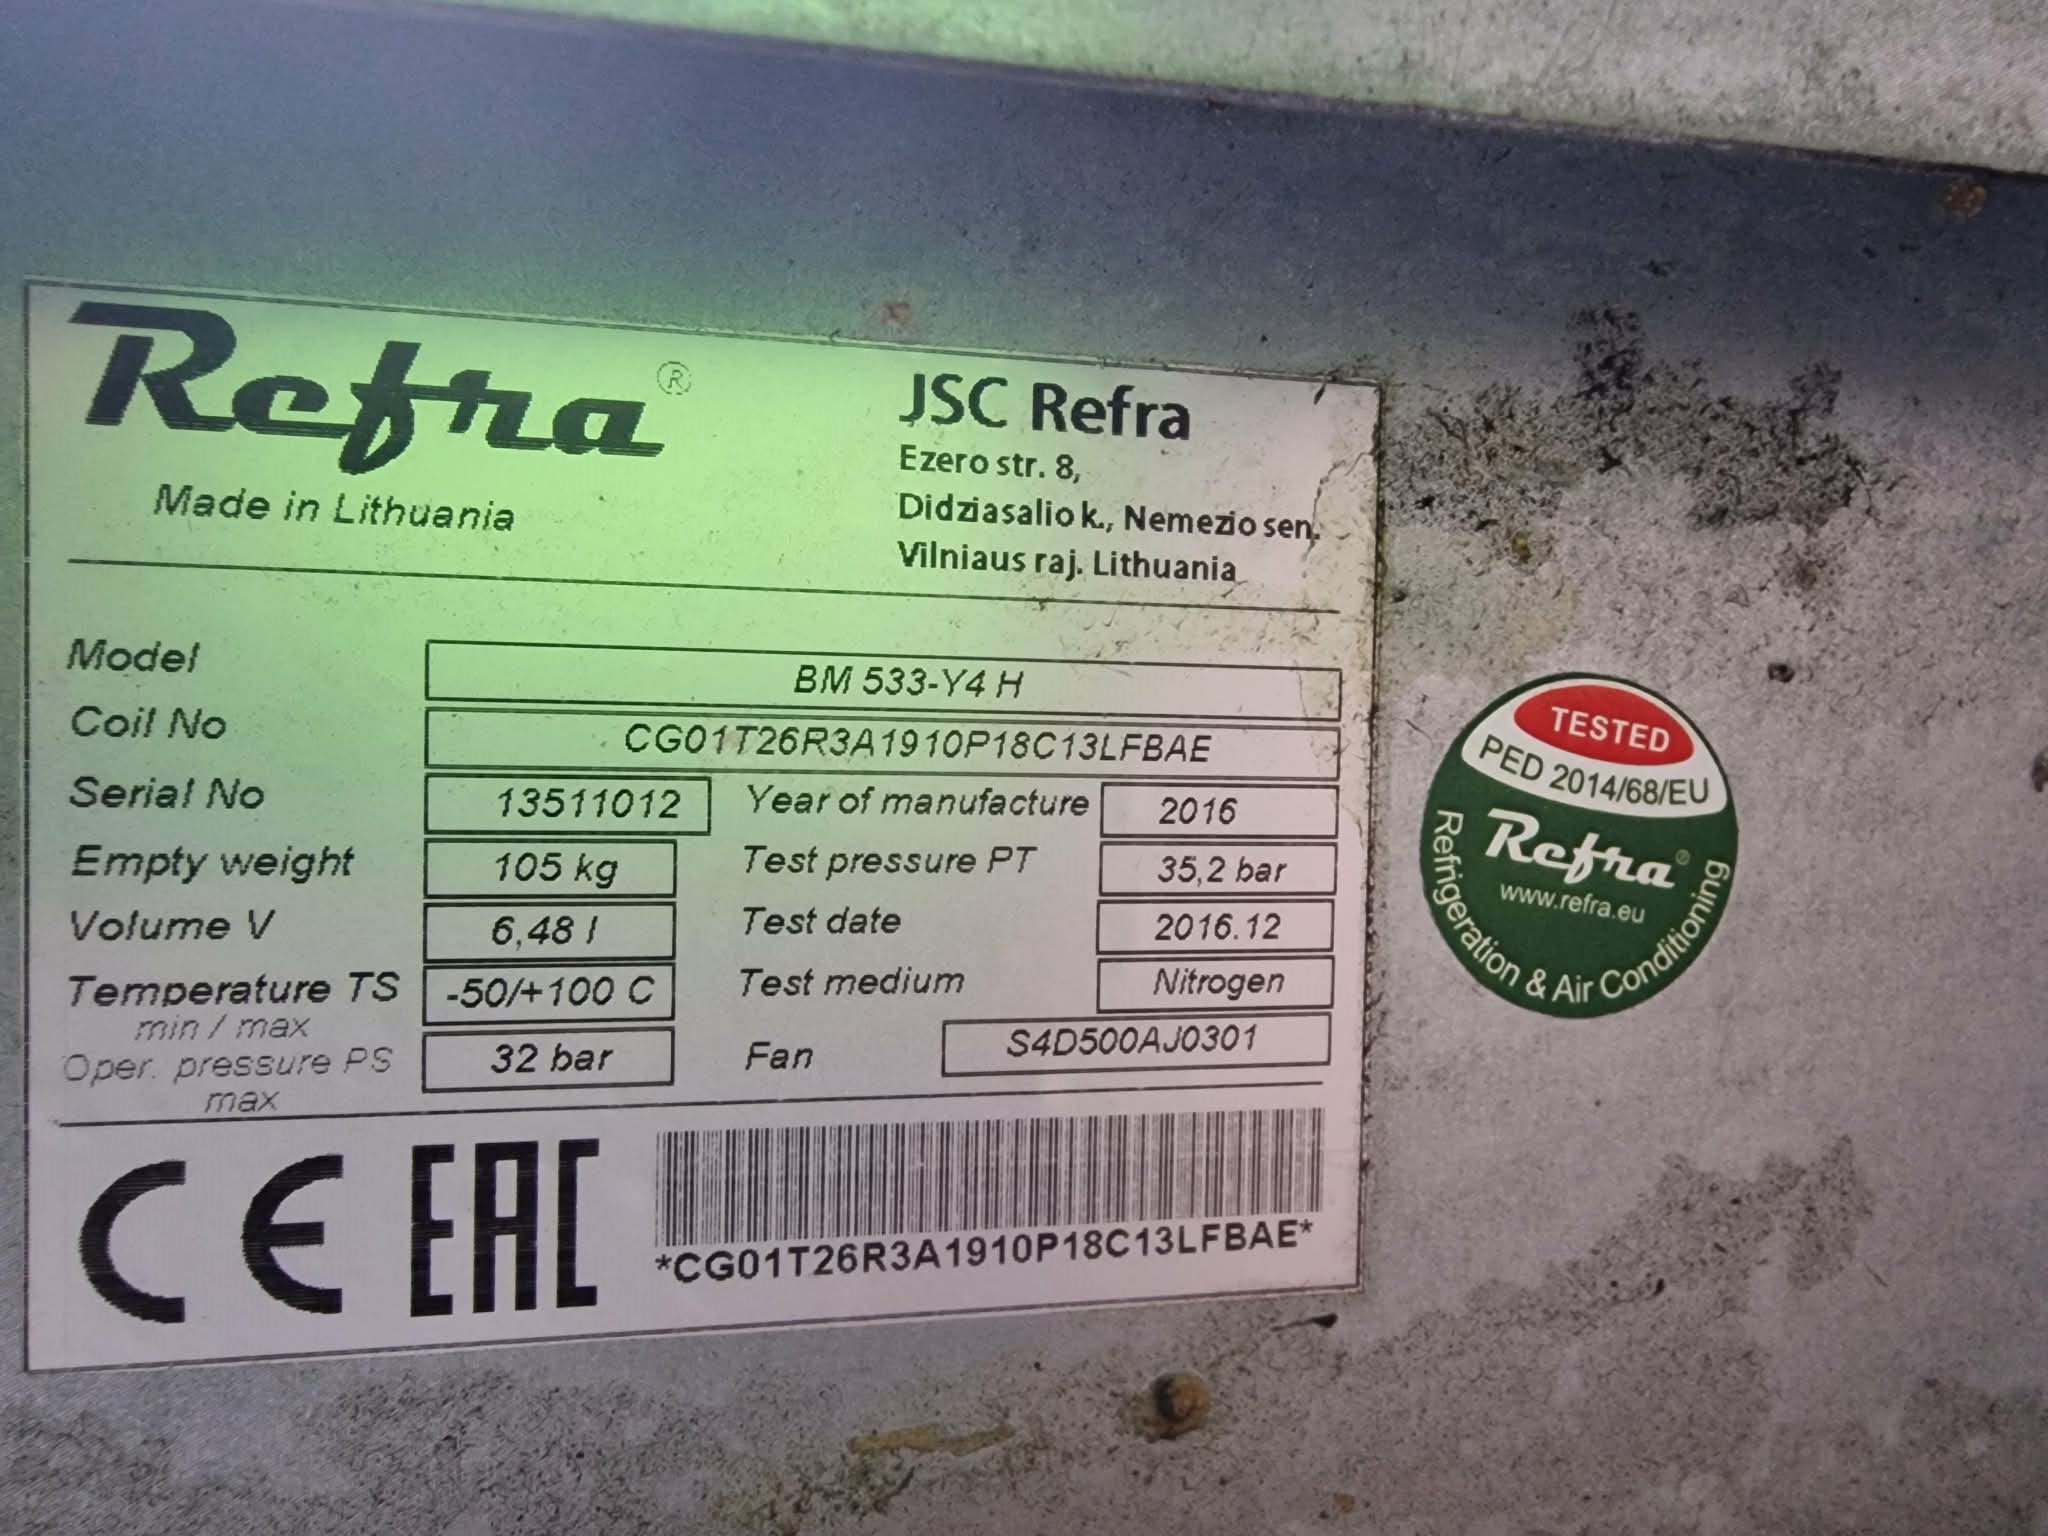 Refra®
Made in Lithuania
JSC Refra
Ezero str. 8,
Didziasalio k., Nemezio sen.
Vilniaus raj. Lithuania
Model BM 533-Y4 H
Coil No CG01T26R3A1910P18C13LFBAE
Serial No 13511012 Year of manufacture 2016
Empty weight 105 kg Test pressure PT 35,2 bar
Volume V 6,48 l Test date 2016.12
Temperature TS -50/+100 C Test medium Nitrogen
min / max
Oper. pressure PS 32 bar Fan S4D500AJ0301
max
CE EAC
*CG01T26R3A1910P18C13LFBAE*
TESTED
PED 2014/68/EU
Refra®
www.refra.eu
Refrigeration & Air Conditioning